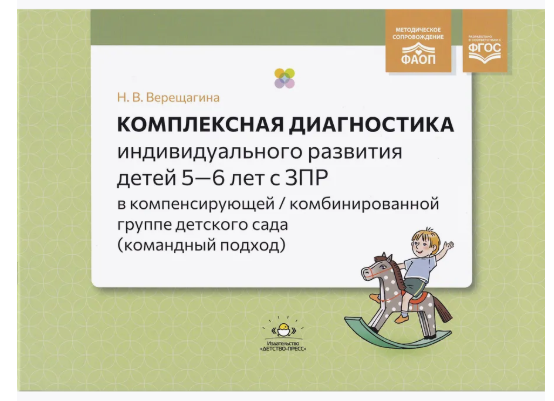 МЕТОДИЧЕСКОЕ
СОПРОВОЖДЕНИЕ
ФАОП
ФГОС
Н. В. Верещагина
КОМПЛЕКСНАЯ ДИАГНОСТИКА
индивидуального развития
детей 5—6 лет с ЗПР
в компенсирующей / комбинированной
группе детского сада
(командный подход)
Издательство
«ДЕТСТВО-ПРЕСС»